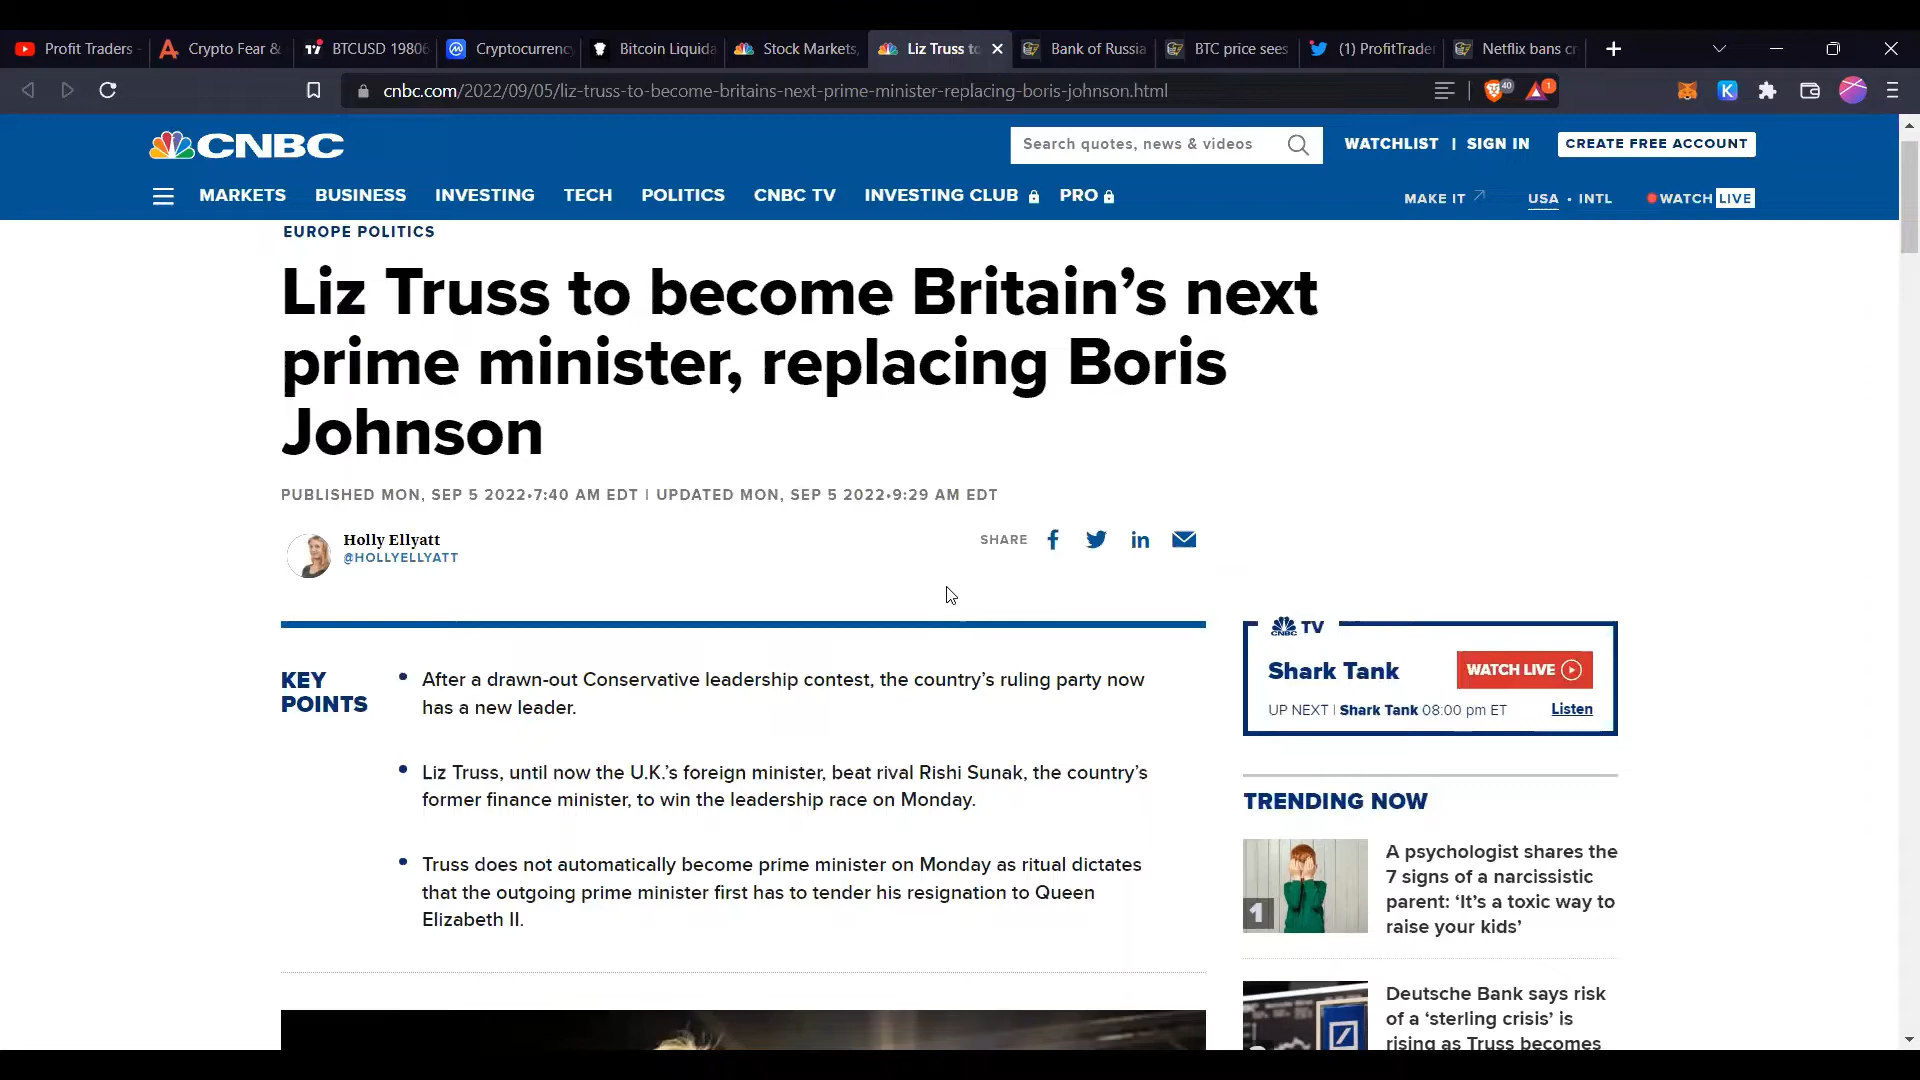 Profit Traders
Crypto Fear &
BTCUSD 19806
Cryptocurrenc
Bitcoin Liquida
Stock Markets,
Liz Truss to
Bank of Russia
BTC price sees
(1) ProfitTrade
Netflix bans cr
cnbc.com/2022/09/05/liz-truss-to-become-britains-next-prime-minister-replacing-boris-johnson.html
40
1
CNBC
Search quotes, news & videos
WATCHLIST | SIGN IN
CREATE FREE ACCOUNT
MARKETS BUSINESS INVESTING TECH POLITICS CNBC TV INVESTING CLUB PRO
MAKE IT USA • INTL WATCH LIVE
EUROPE POLITICS
Liz Truss to become Britain’s next
prime minister, replacing Boris
Johnson
PUBLISHED MON, SEP 5 2022•7:40 AM EDT | UPDATED MON, SEP 5 2022•9:29 AM EDT
Holly Ellyatt
@HOLLYELLYATT
SHARE
KEY
POINTS
• After a drawn-out Conservative leadership contest, the country’s ruling party now
has a new leader.
• Liz Truss, until now the U.K.’s foreign minister, beat rival Rishi Sunak, the country’s
former finance minister, to win the leadership race on Monday.
• Truss does not automatically become prime minister on Monday as ritual dictates
that the outgoing prime minister first has to tender his resignation to Queen
Elizabeth II.
CNBC TV
Shark Tank
WATCH LIVE
UP NEXT | Shark Tank 08:00 pm ET
Listen
TRENDING NOW
1
A psychologist shares the
7 signs of a narcissistic
parent: ‘It’s a toxic way to
raise your kids’
Deutsche Bank says risk
of a ‘sterling crisis’ is
rising as Truss becomes